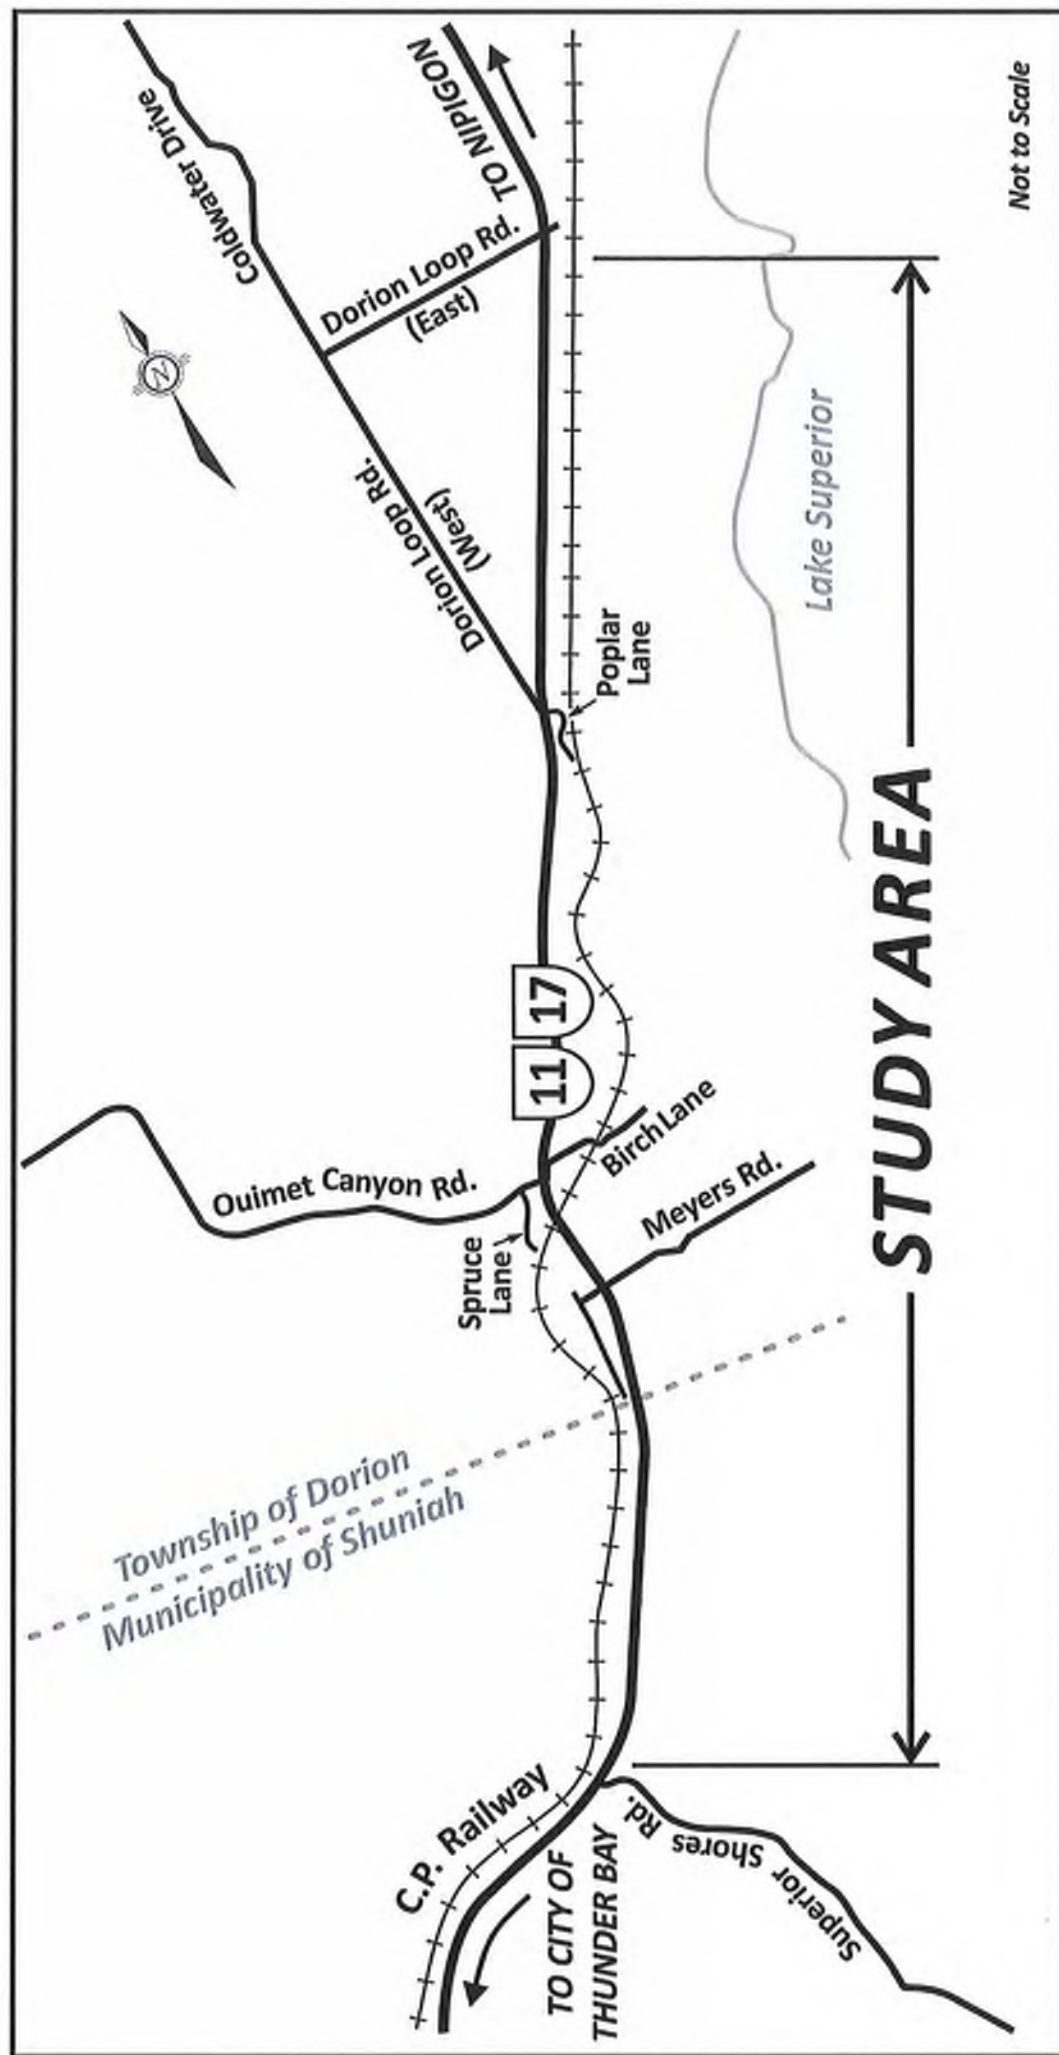 Coldwater Drive
TO NIPIGON
Dorion Loop Rd.
(East)
Not to Scale
N
Dorion Loop Rd.
(West)
Lake Superior
Poplar
Lane
17
11
STUDY AREA
Ouimet Canyon Rd.
Birch Lane
Meyers Rd.
Spruce
Lane
Township of Dorion
Municipality of Shuniah
C.P. Railway
TO CITY OF
THUNDER BAY
Superior Shores Rd.